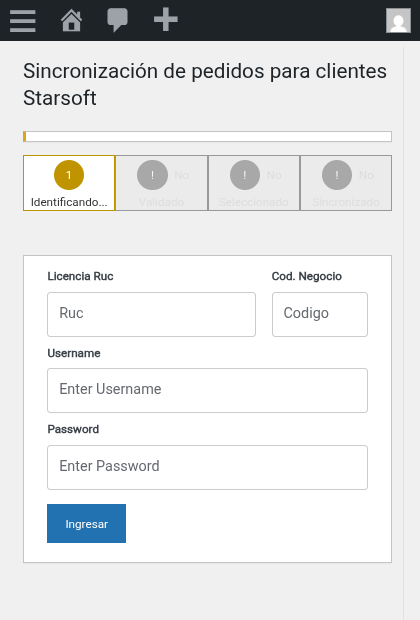 Sincronización de pedidos para clientes
Starsoft
1 ! No ! No ! No
Identificando... Validado Seleccionado Sincronizado
Licencia Ruc Cod. Negocio
Ruc Codigo
Username
Enter Username
Password
Enter Password
Ingresar